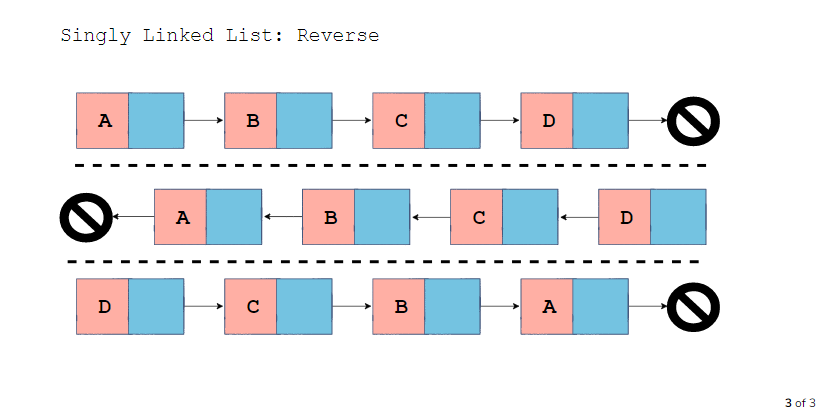 Singly Linked List: Reverse
A B C D
A B C D
D C B A
3 of 3